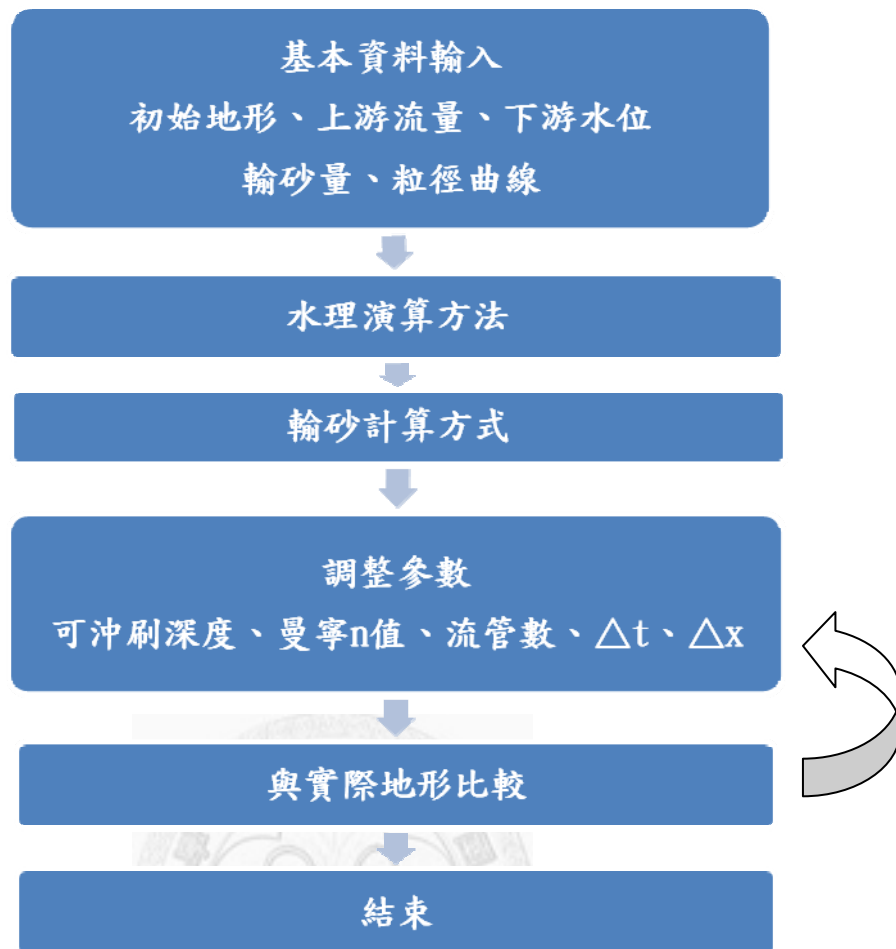 基本資料輸入
初始地形、上游流量、下游水位
輸砂量、粒徑曲線
水理演算方法
輸砂計算方式
調整參數
可沖刷深度、曼寧n值、流管數、△t、△x
與實際地形比較
結束